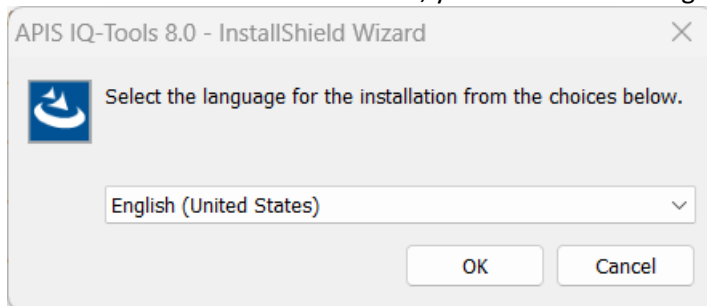 APIS IQ-Tools 8.0 - InstallShield Wizard
Select the language for the installation from the choices below.
English (United States)
OK Cancel